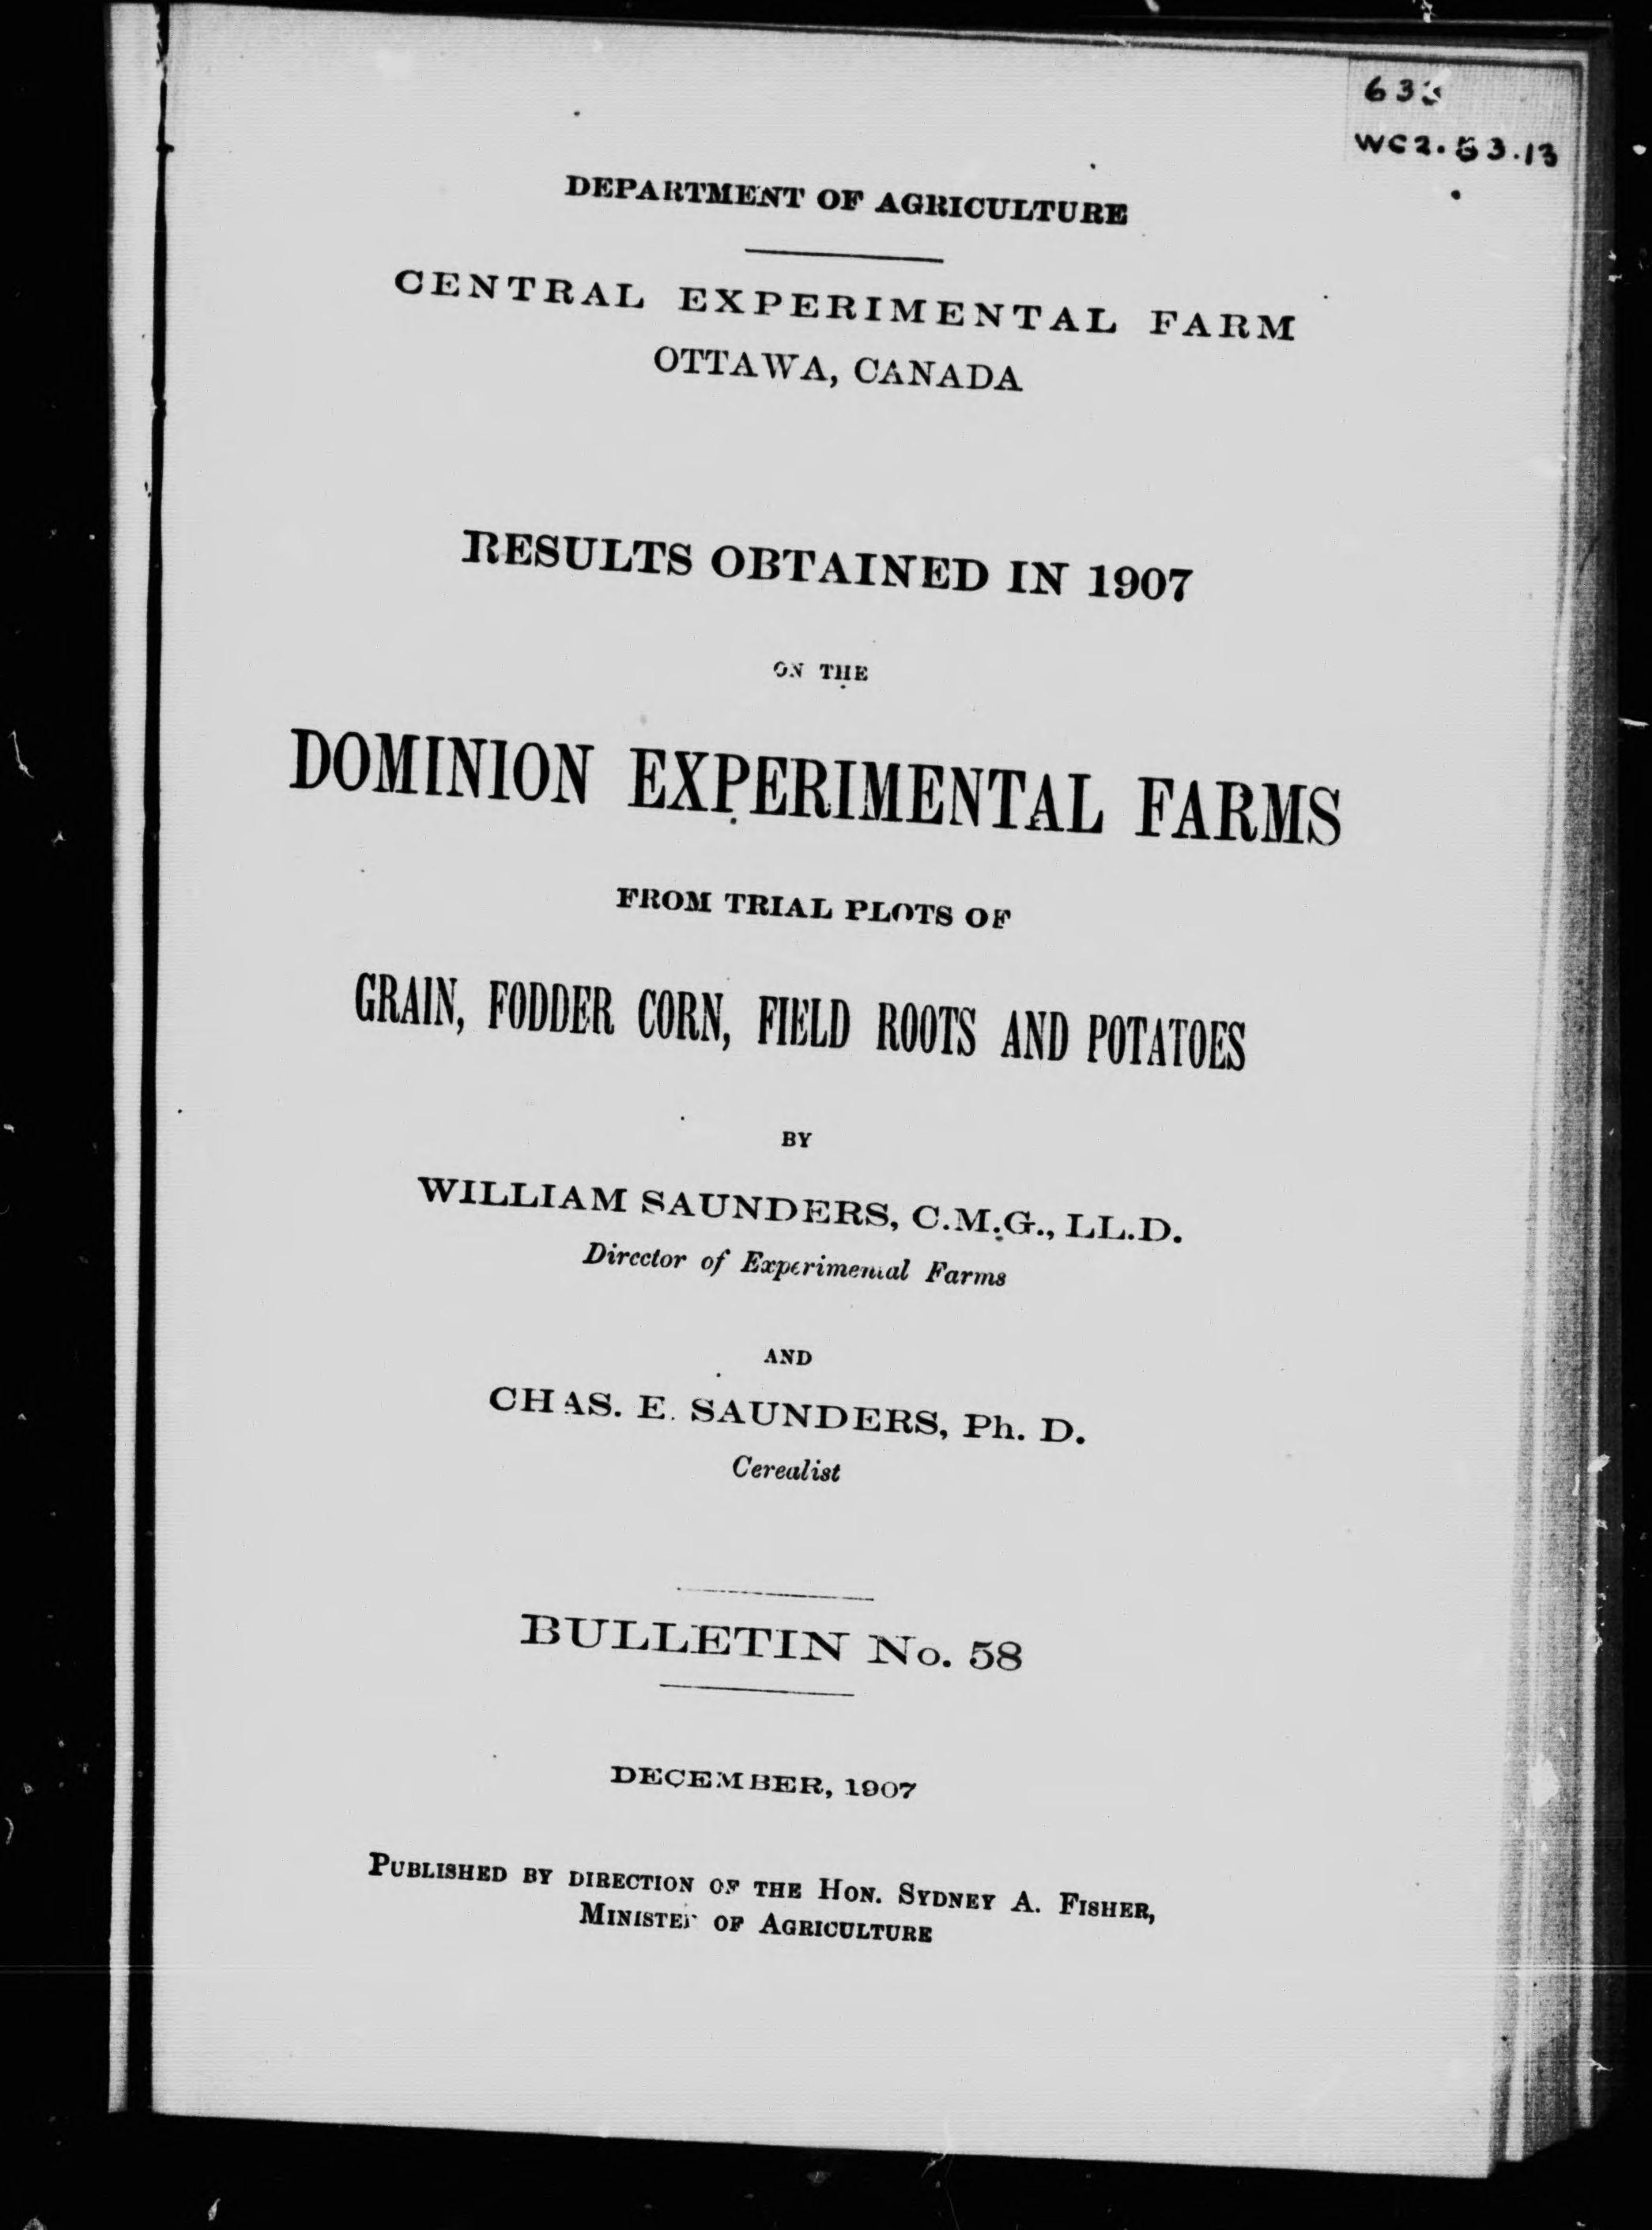 WC2.53.13
DEPARTMENT OF AGRICULTURE
CENTRAL EXPERIMENTAL FARM
OTTAWA, CANADA
RESULTS OBTAINED IN 1907
ON THE
DOMINION EXPERIMENTAL FARMS
FROM TRIAL PLOTS OF
GRAIN, FODDER CORN, FIELD ROOTS AND POTATOES
BY
WILLIAM SAUNDERS, C.M.G., LL.D.
Director of Experimental Farms
AND
CHAS. E. SAUNDERS, Ph. D.
Cerealist
BULLETIN No. 58
DECEMBER, 1907
PUBLISHED BY DIRECTION OF THE HON. SYDNEY A. FISHER,
MINISTER OF AGRICULTURE